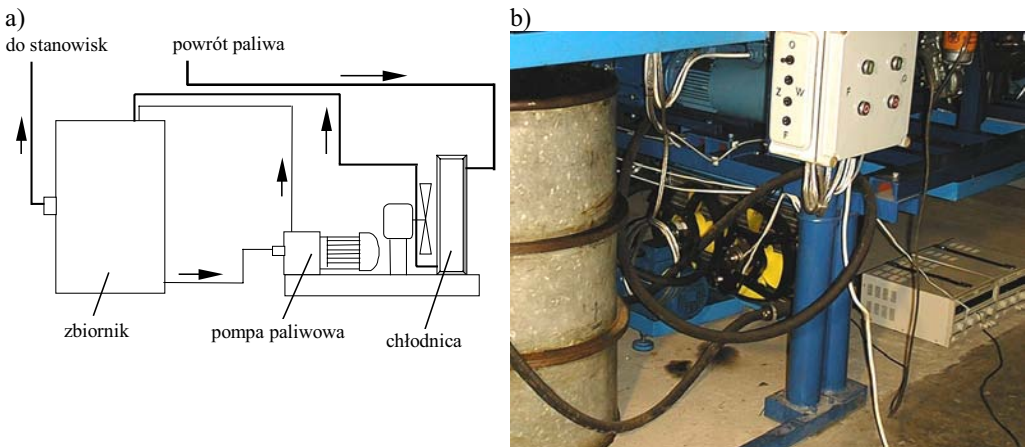 a)
do stanowisk
powrót paliwa
zbiornik
pompa paliwowa
chłodnica
b)
O
Z W
F
F